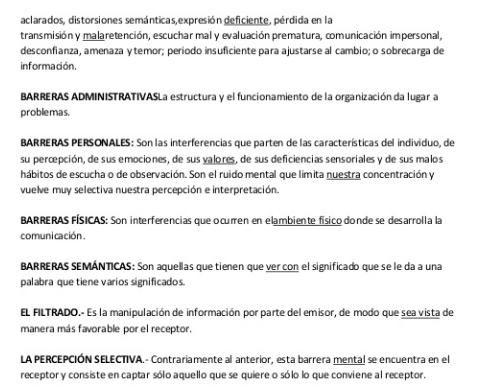 aclarados, distorsiones semánticas,expresión deficiente, pérdida en la
transmisión y malaretención, escuchar mal y evaluación prematura, comunicación impersonal,
desconfianza, amenaza y temor; periodo insuficiente para ajustarse al cambio; o sobrecarga de
información.
BARRERAS ADMINISTRATIVASLa estructura y el funcionamiento de la organización da lugar a
problemas.
BARRERAS PERSONALES: Son las interferencias que parten de las características del individuo, de
su percepción, de sus emociones, de sus valores, de sus deficiencias sensoriales y de sus malos
hábitos de escucha o de observación. Son el ruido mental que limita nuestra concentración y
vuelve muy selectiva nuestra percepción e interpretación.
BARRERAS FÍSICAS: Son interferencias que ocurren en elambiente físico donde se desarrolla la
comunicación.
BARRERAS SEMÁNTICAS: Son aquellas que tienen que ver con el significado que se le da a una
palabra que tiene varios significados.
EL FILTRADO.- Es la manipulación de información por parte del emisor, de modo que sea vista de
manera más favorable por el receptor.
LA PERCEPCIÓN SELECTIVA.- Contrariamente al anterior, esta barrera mental se encuentra en el
receptor y consiste en captar sólo aquello que se quiere o sólo lo que conviene al receptor.